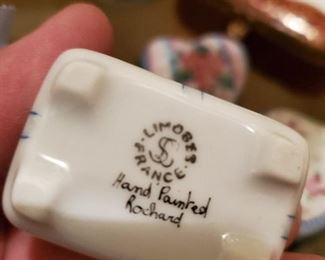 LIMOGES
FRANCE
Hand Painted
Rochard